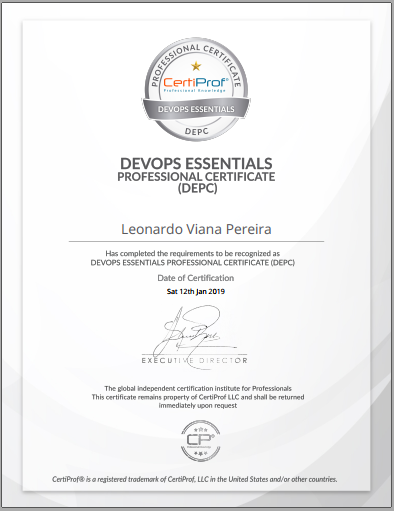 PROFESSIONAL CERTIFICATE
CertiProf®
Professional Knowledge
DEVOPS ESSENTIALS
DEPC
DEVOPS ESSENTIALS
PROFESSIONAL CERTIFICATE
(DEPC)
Leonardo Viana Pereira
Has completed the requirements to be recognized as
DEVOPS ESSENTIALS PROFESSIONAL CERTIFICATE (DEPC)
Date of Certification
Sat 12th Jan 2019
EXECUTIVE DIRECTOR
The global independent certification institute for Professionals
This certificate remains property of CertiProf LLC and shall be returned
immediately upon request
CP
CertiProf® is a registered trademark of CertiProf, LLC in the United States and/or other countries.